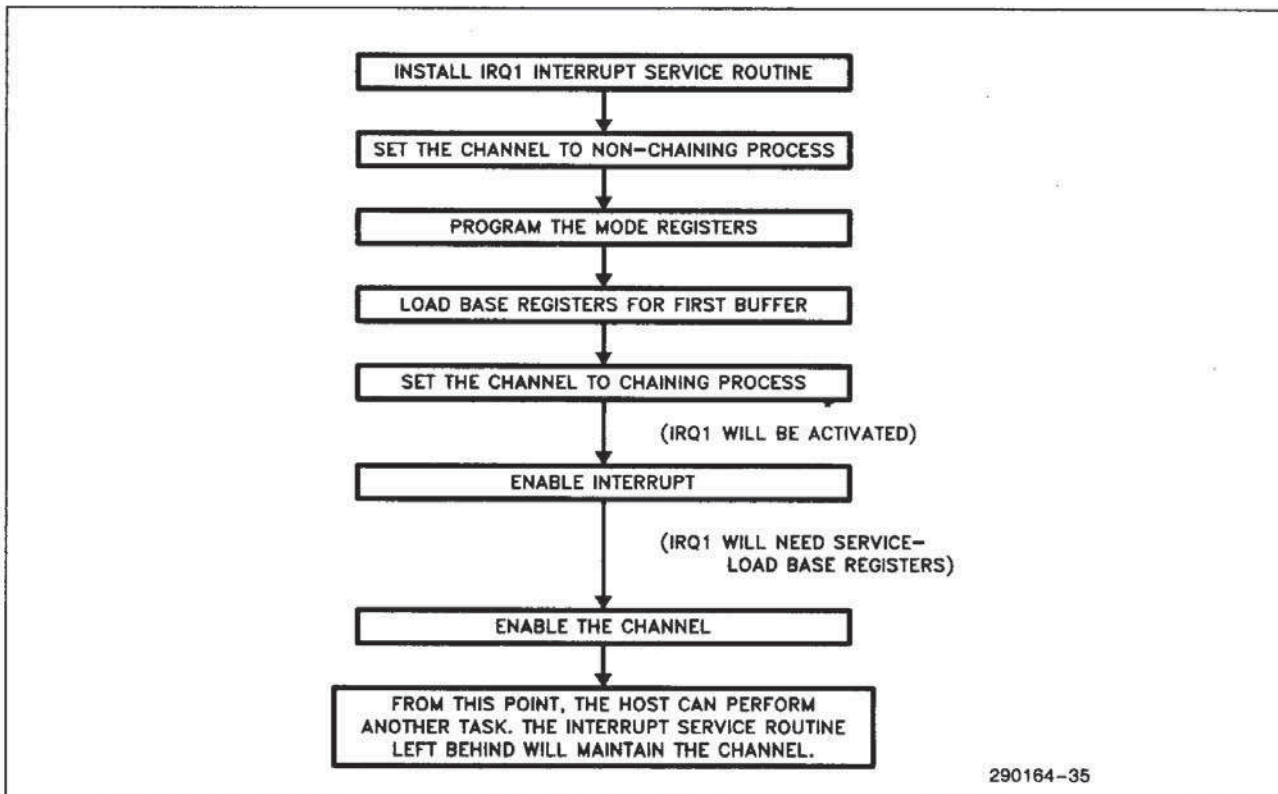 INSTALL IRQ1 INTERRUPT SERVICE ROUTINE
SET THE CHANNEL TO NON-CHAINING PROCESS
PROGRAM THE MODE REGISTERS
LOAD BASE REGISTERS FOR FIRST BUFFER
SET THE CHANNEL TO CHAINING PROCESS
(IRQ1 WILL BE ACTIVATED)
ENABLE INTERRUPT
(IRQ1 WILL NEED SERVICE-
LOAD BASE REGISTERS)
ENABLE THE CHANNEL
FROM THIS POINT, THE HOST CAN PERFORM
ANOTHER TASK. THE INTERRUPT SERVICE ROUTINE
LEFT BEHIND WILL MAINTAIN THE CHANNEL.
290164-35